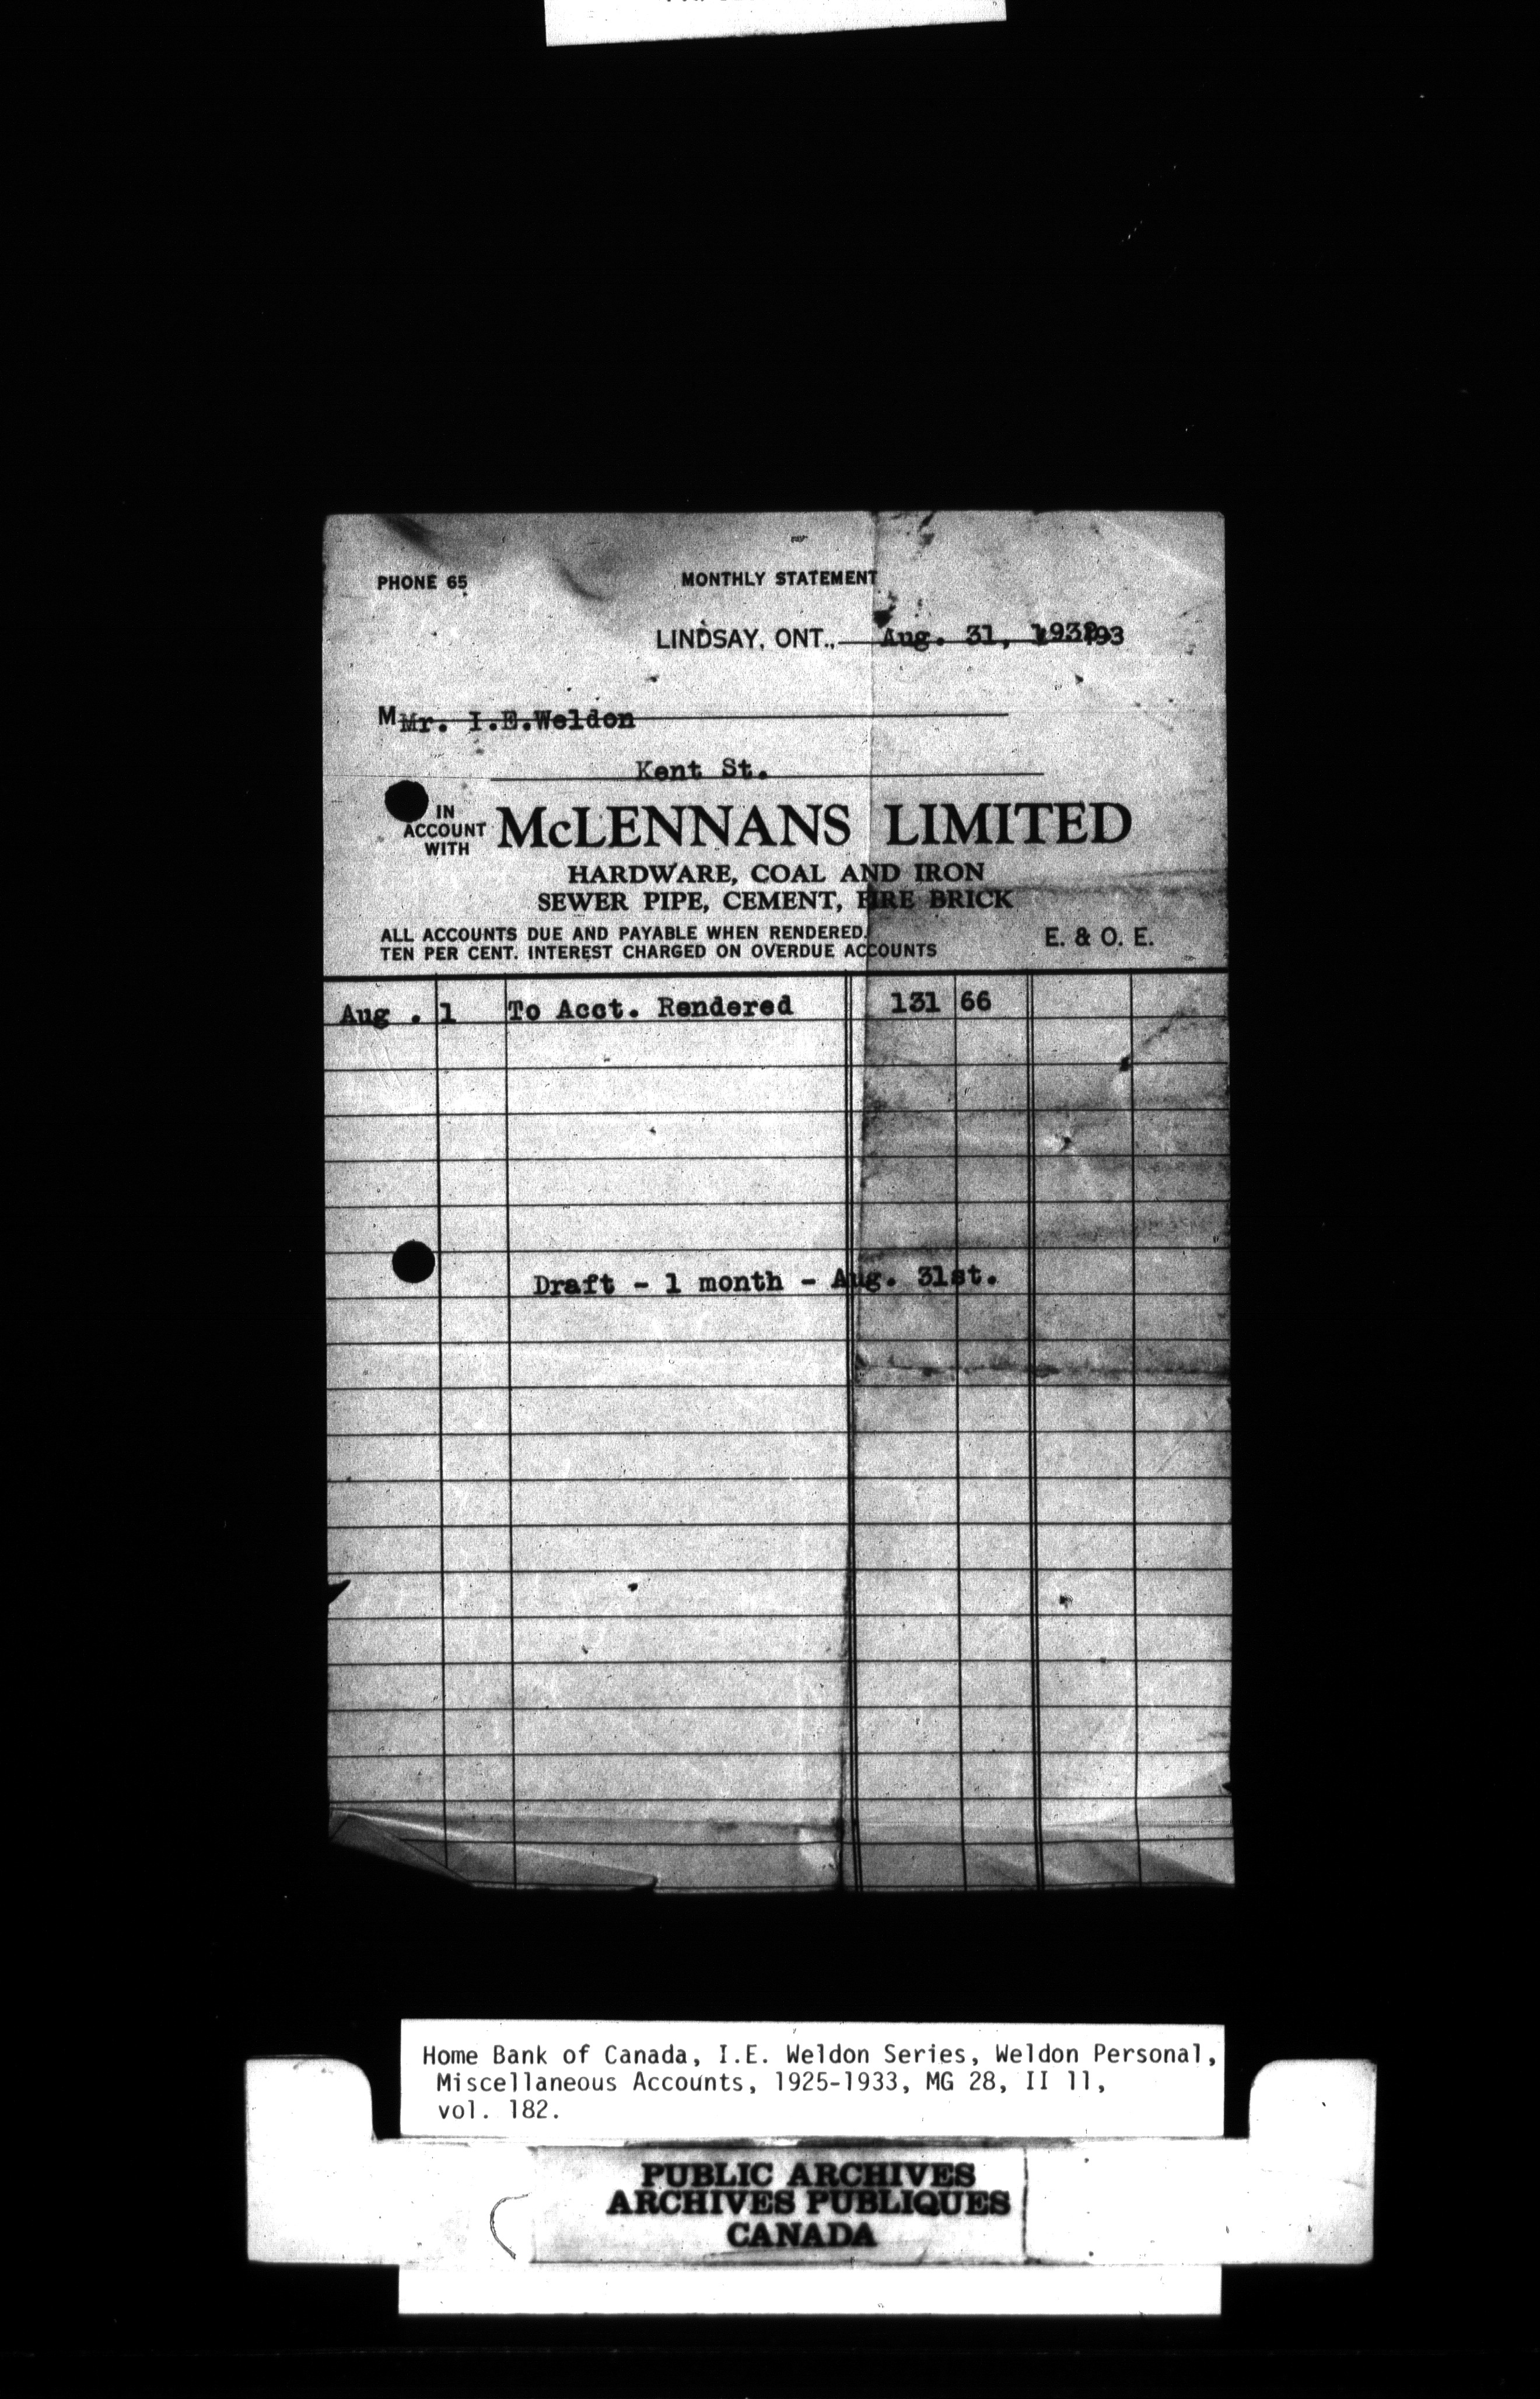 PHONE 65
MONTHLY STATEMENT
LINDSAY, ONT., Aug. 31, 1932. 193
M Mr. I.E.Weldon
Kent St.
IN ACCOUNT WITH
McLENNANS LIMITED
HARDWARE, COAL AND IRON
SEWER PIPE, CEMENT, FIRE BRICK
ALL ACCOUNTS DUE AND PAYABLE WHEN RENDERED.
TEN PER CENT. INTEREST CHARGED ON OVERDUE ACCOUNTS
E. & O. E.
Aug . 1 To Acct. Rendered 131 66
Draft - 1 month - Aug. 31st.
Home Bank of Canada, I.E. Weldon Series, Weldon Personal,
Miscellaneous Accounts, 1925-1933, MG 28, II 11,
vol. 182.
PUBLIC ARCHIVES
ARCHIVES PUBLIQUES
CANADA